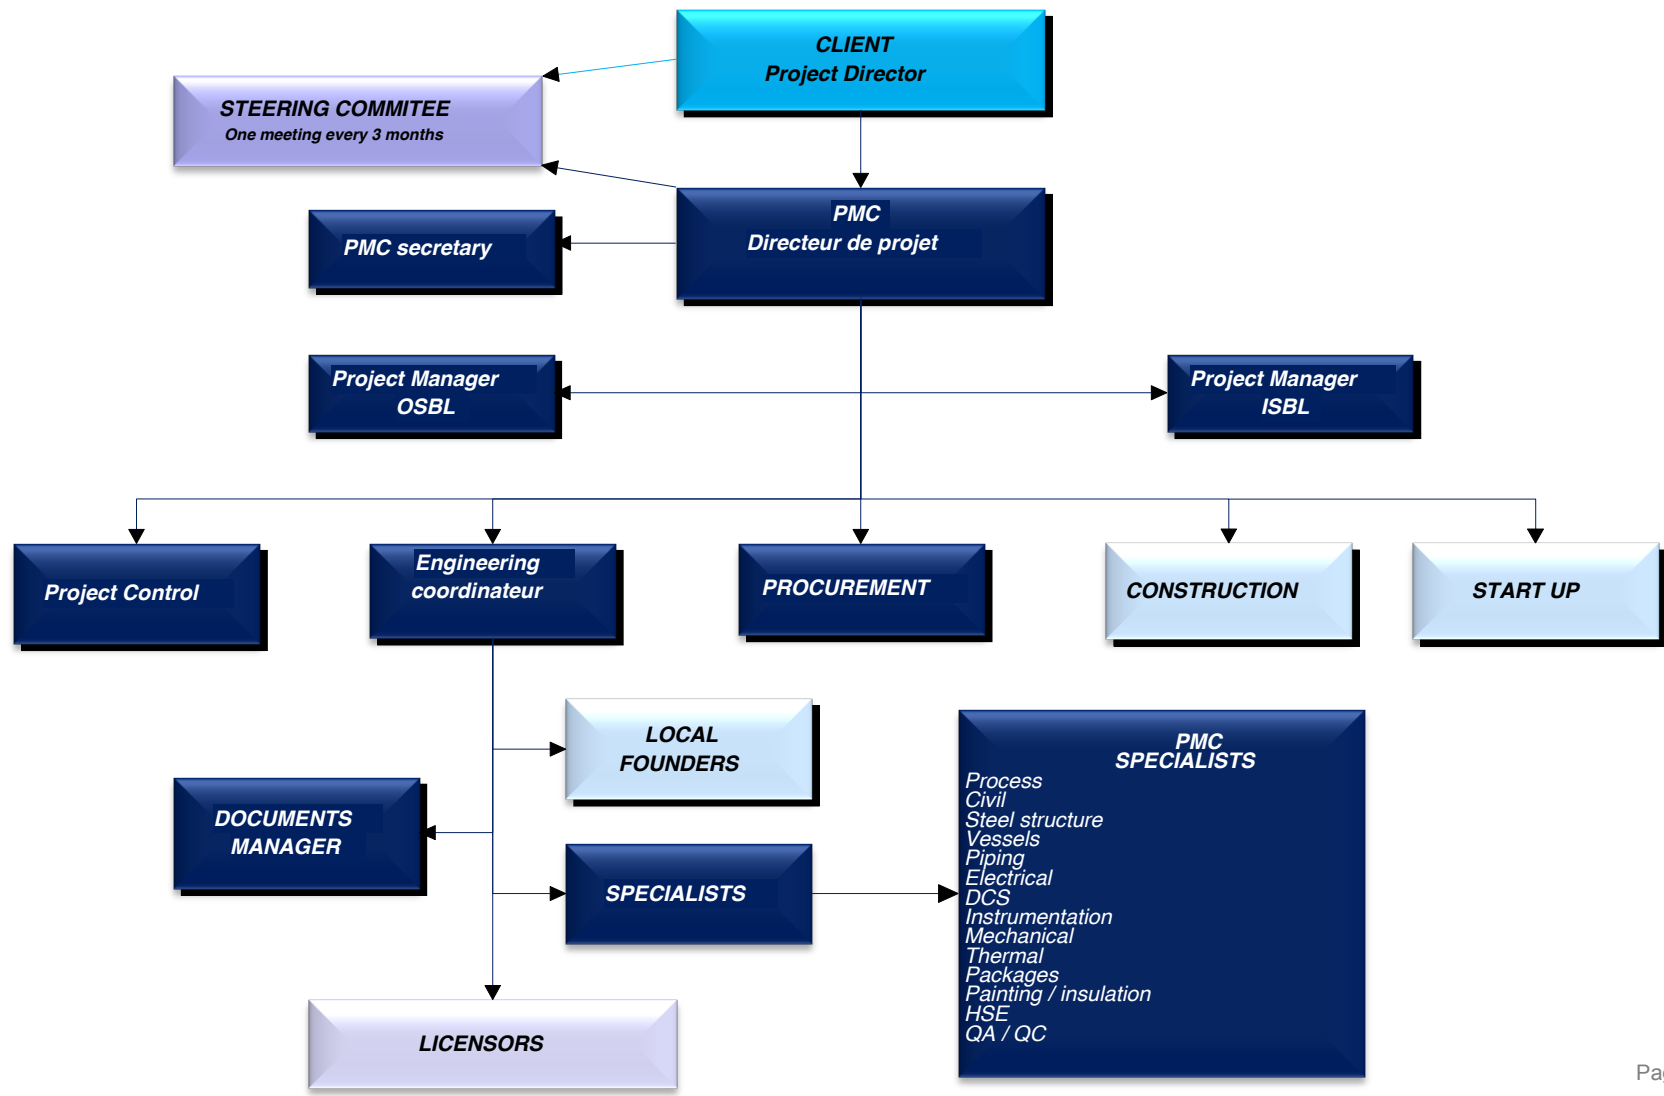 CLIENT
Project Director
STEERING COMMITEE
One meeting every 3 months
PMC
Directeur de projet
PMC secretary
Project Manager
OSBL
Project Manager
ISBL
Project Control
Engineering
coordinateur
PROCUREMENT
CONSTRUCTION
START UP
LOCAL
FOUNDERS
DOCUMENTS
MANAGER
SPECIALISTS
PMC
SPECIALISTS
Process
Civil
Steel structure
Vessels
Piping
Electrical
DCS
Instrumentation
Mechanical
Thermal
Packages
Painting / insulation
HSE
QA / QC
LICENSORS